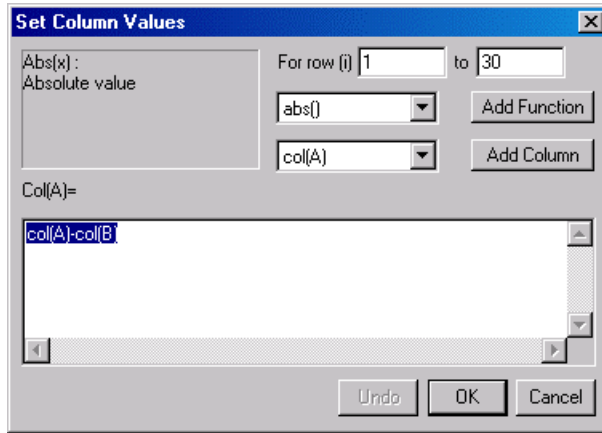 Set Column Values
Abs(x) :
Absolute value
For row (i) 1 to 30
abs() Add Function
col(A) Add Column
Col(A)=
col(A)-col(B)
Undo OK Cancel